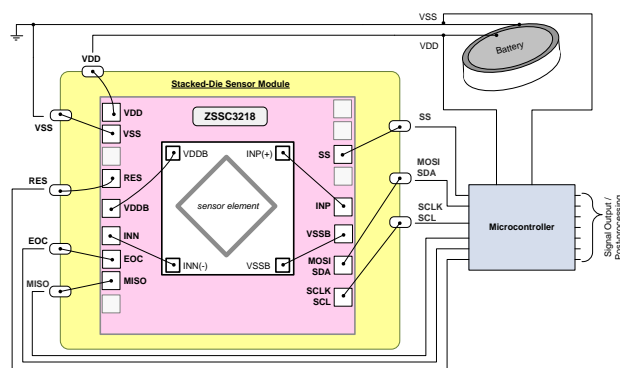 VSS
VDD
Battery
VDD
Stacked-Die Sensor Module
ZSSC3218
VDD
VSS
VSS
RES
RES
VDDB
VDDB
INP(+)
sensor element
SS
SS
MOSI
SDA
INP
SCLK
SCL
Microcontroller
Signal Output /
Postprocessing
EOC
INN
EOC
INN(-)
VSSB
VSSB
MOSI
SDA
MISO
MISO
SCLK
SCL